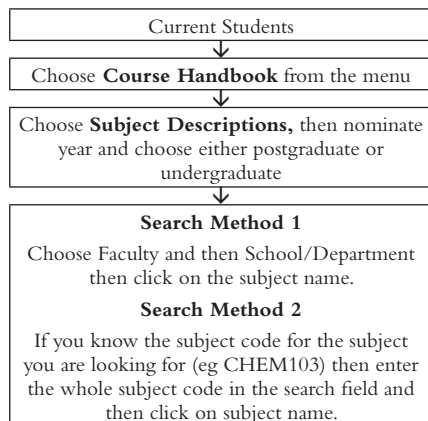 Current Students
Choose Course Handbook from the menu
Choose Subject Descriptions, then nominate
year and choose either postgraduate or
undergraduate
Search Method 1
Choose Faculty and then School/Department
then click on the subject name.
Search Method 2
If you know the subject code for the subject
you are looking for (eg CHEM103) then enter
the whole subject code in the search field and
then click on subject name.